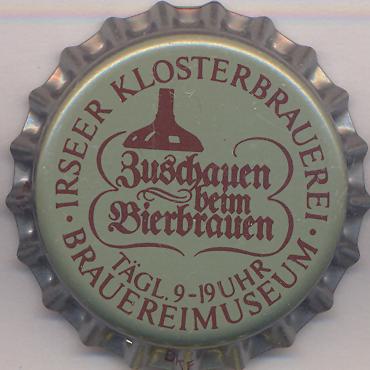 · IRSEER KLOSTERBRAUEREI ·
Zuschauen
beim
Bierbrauen
TÄGL. 9-19 UHR
BRAUEREIMUSEUM